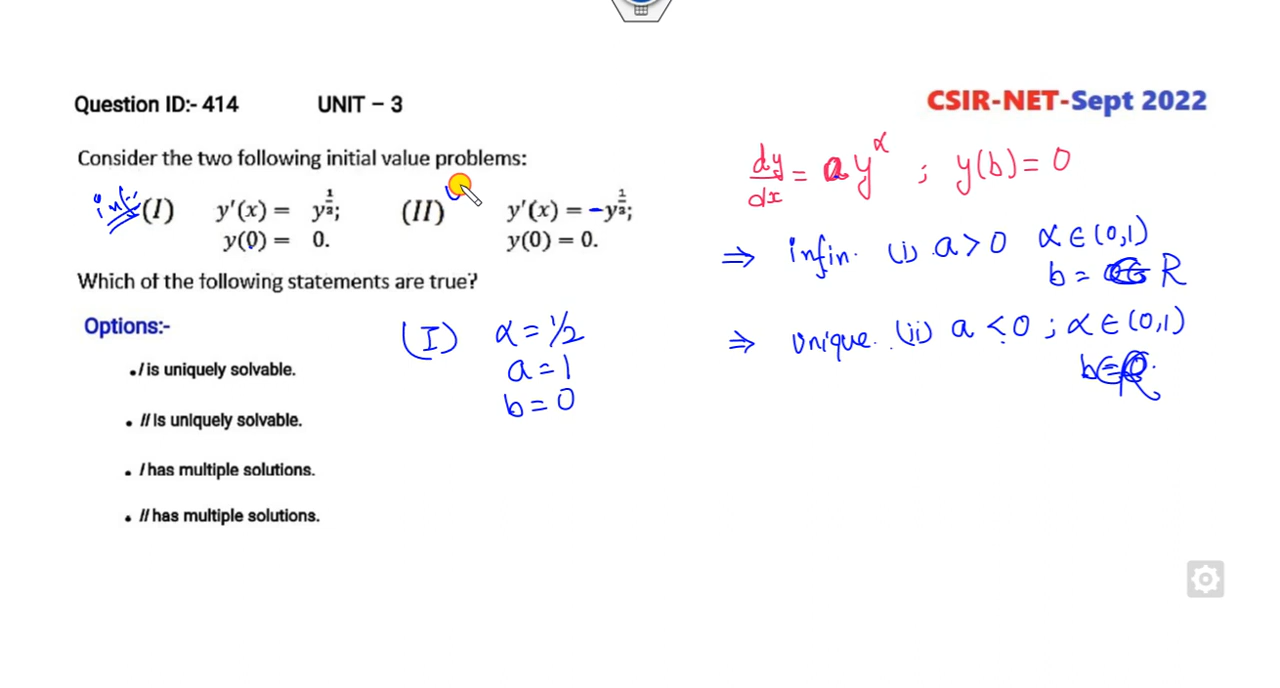 Question ID:- 414 UNIT – 3
CSIR-NET-Sept 2022
Consider the two following initial value problems:
inf. (I) y′(x) = y^{1/2}; (II) y′(x) = -y^{1/2};
y(0) = 0. y(0) = 0.
Which of the following statements are true?
Options:-
• I is uniquely solvable.
• II is uniquely solvable.
• I has multiple solutions.
• II has multiple solutions.
(I) α = 1/2
a = 1
b = 0
dy/dx = a y^α ; y(b) = 0
⇒ infin. (i) a > 0 α ∈ (0,1)
b = R
⇒ unique. (ii) a < 0 ; α ∈ (0,1)
b ∈ R